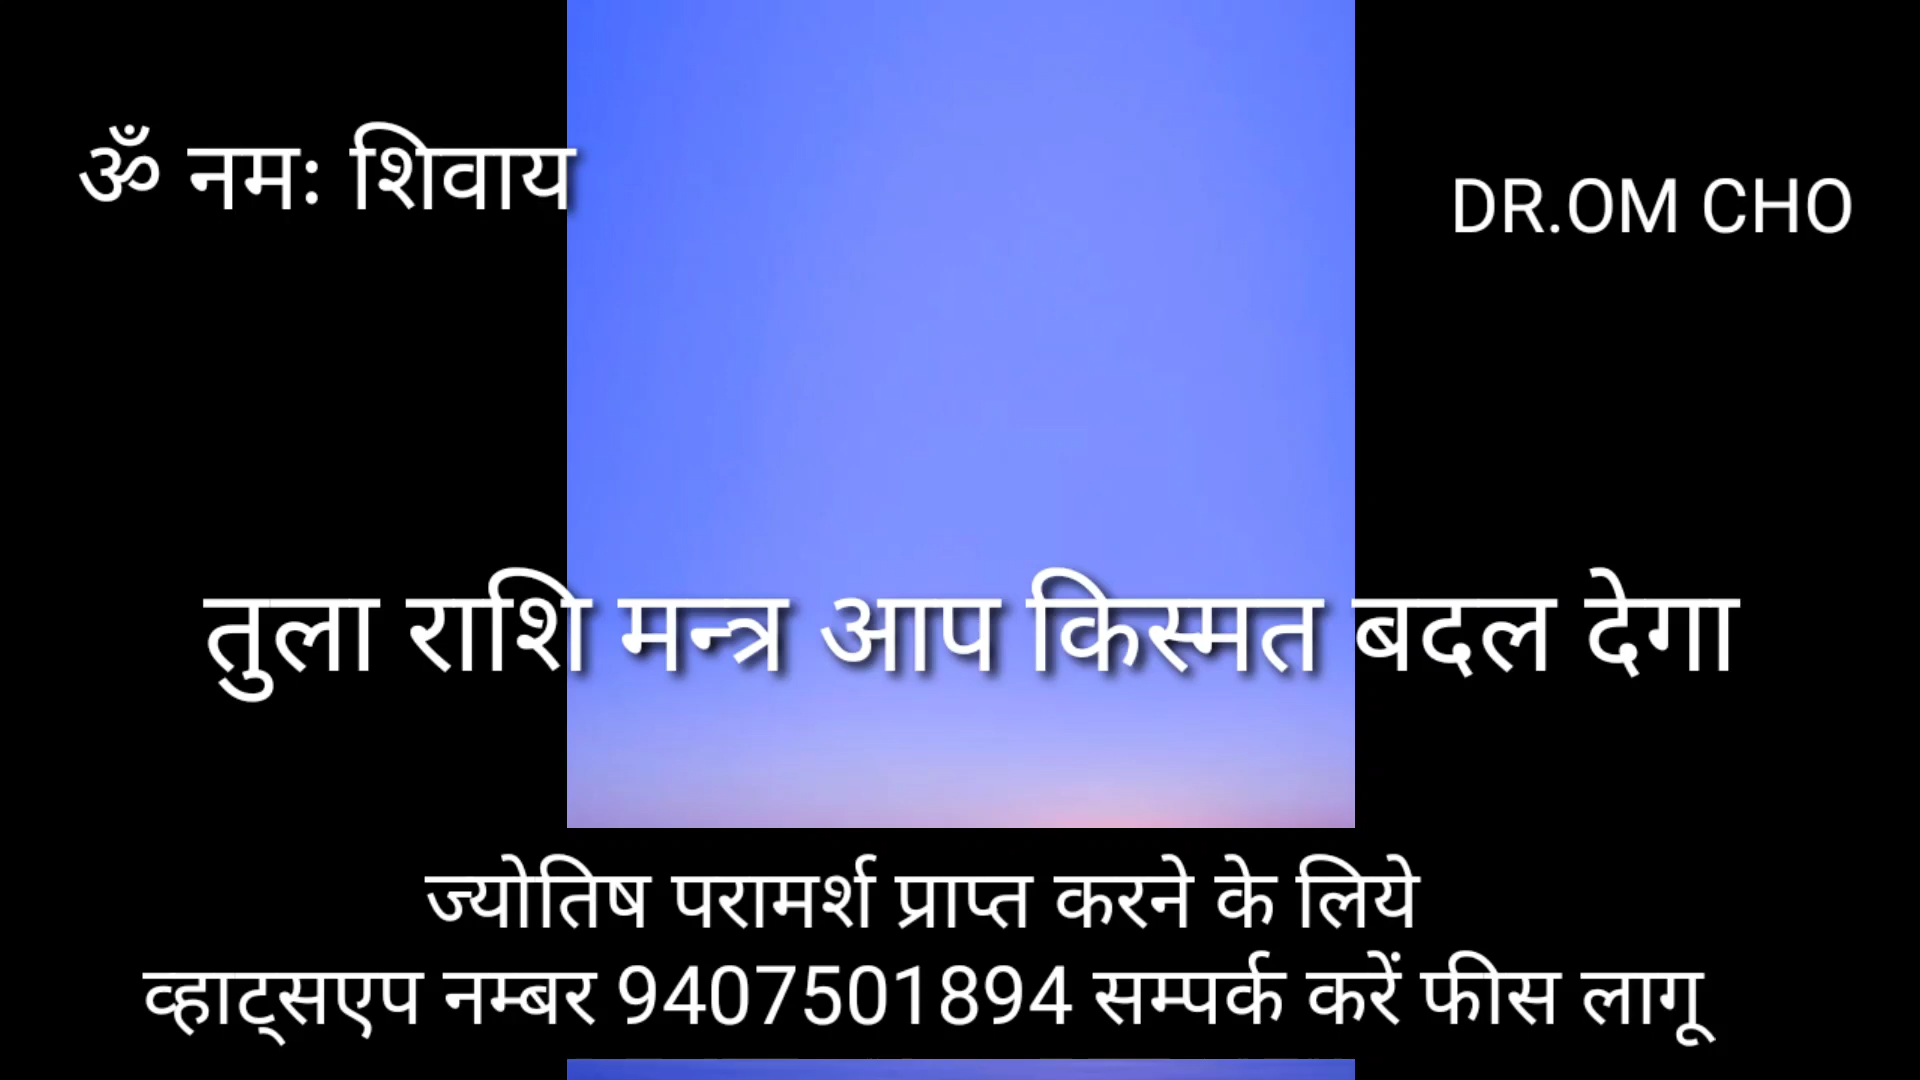 ॐ नमः शिवाय
DR.OM CHO
तुला राशि मन्त्र आप किस्मत बदल देगा
ज्योतिष परामर्श प्राप्त करने के लिये
व्हाट्सएप नम्बर 9407501894 सम्पर्क करें फीस लागू